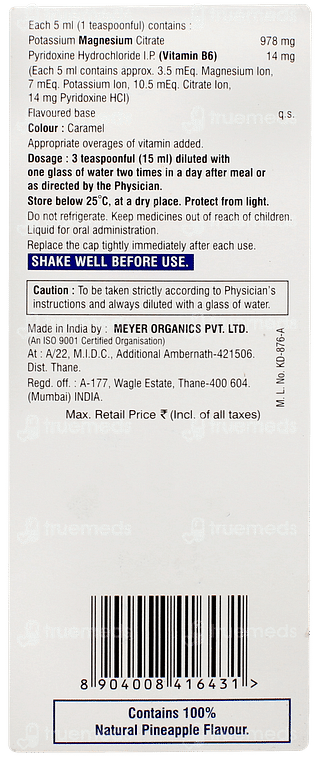 Each 5 ml (1 teaspoonful) contains :
Potassium Magnesium Citrate 978 mg
Pyridoxine Hydrochloride I.P. (Vitamin B6) 14 mg
(Each 5 ml contains approx. 3.5 mEq. Magnesium Ion,
7 mEq. Potassium Ion, 10.5 mEq. Citrate Ion,
14 mg Pyridoxine HCl)
Flavoured base q.s.
Colour : Caramel
Appropriate overages of vitamin added.
Dosage : 3 teaspoonful (15 ml) diluted with
one glass of water two times in a day after meal or
as directed by the Physician.
Store below 25°C, at a dry place. Protect from light.
Do not refrigerate. Keep medicines out of reach of children.
Liquid for oral administration.
Replace the cap tightly immediately after each use.
SHAKE WELL BEFORE USE.
Caution : To be taken strictly according to Physician's
instructions and always diluted with a glass of water.
Made in India by : MEYER ORGANICS PVT. LTD.
(An ISO 9001 Certified Organisation)
At : A/22, M.I.D.C., Additional Ambernath-421506.
Dist. Thane.
Regd. off. : A-177, Wagle Estate, Thane-400 604.
(Mumbai) INDIA.
M. L. No. KD-876-A
Max. Retail Price ₹ (Incl. of all taxes)
8 904008 416431 >
Contains 100%
Natural Pineapple Flavour.
truemeds